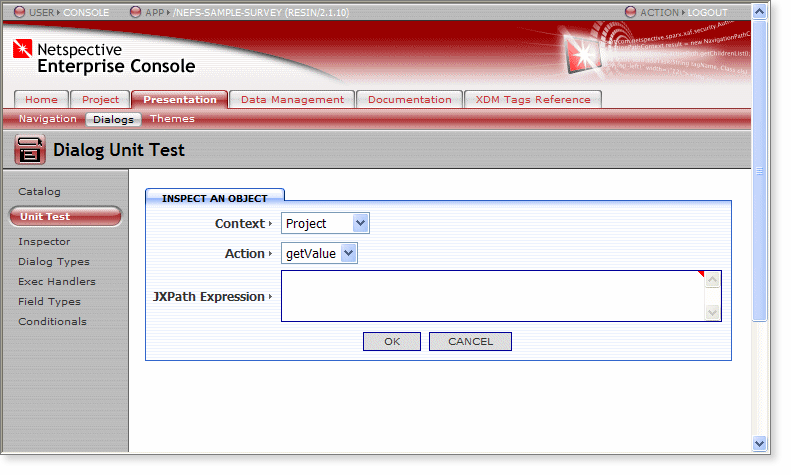 USER CONSOLE APP /NEFS-SAMPLE-SURVEY (RESIN/2.1.10) ACTION LOGOUT
Netspective
Enterprise Console
Home Project Presentation Data Management Documentation XDM Tags Reference
Navigation Dialogs Themes
Dialog Unit Test
Catalog
Unit Test
Inspector
Dialog Types
Exec Handlers
Field Types
Conditionals
INSPECT AN OBJECT
Context Project
Action getValue
JXPath Expression
OK CANCEL